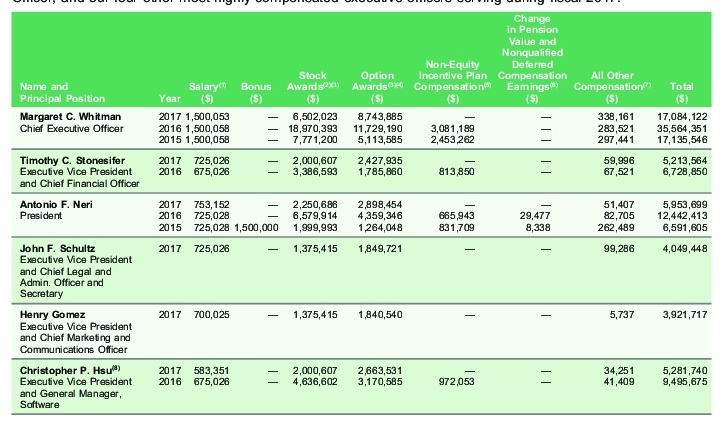 Officer, and our four other most highly compensated executive officers serving during fiscal 2017.
Change
in Pension
Value and
Non-Equity Nonqualified
Stock Option Incentive Plan Deferred All Other
Name and Salary(1) Bonus Awards(2)(3) Awards(3)(4) Compensation(5) Compensation Earnings(6) Compensation(7) Total
Principal Position Year ($) ($) ($) ($) ($) ($) ($) ($)
Margaret C. Whitman 2017 1,500,053 — 6,502,023 8,743,885 — — 338,161 17,084,122
Chief Executive Officer 2016 1,500,058 — 18,970,393 11,729,190 3,081,189 — 283,521 35,564,351
2015 1,500,058 — 7,771,200 5,113,585 2,453,262 — 297,441 17,135,546
Timothy C. Stonesifer 2017 725,026 — 2,000,607 2,427,935 — — 59,996 5,213,564
Executive Vice President 2016 675,026 — 3,386,593 1,785,860 813,850 — 67,521 6,728,850
and Chief Financial Officer
Antonio F. Neri 2017 753,152 — 2,250,686 2,898,454 — — 51,407 5,953,699
President 2016 725,028 — 6,579,914 4,359,346 665,943 29,477 82,705 12,442,413
2015 725,028 1,500,000 1,999,993 1,264,048 831,709 8,338 262,489 6,591,605
John F. Schultz 2017 725,026 — 1,375,415 1,849,721 — — 99,286 4,049,448
Executive Vice President
and Chief Legal and
Admin. Officer and
Secretary
Henry Gomez 2017 700,025 — 1,375,415 1,840,540 — — 5,737 3,921,717
Executive Vice President
and Chief Marketing and
Communications Officer
Christopher P. Hsu(8) 2017 583,351 — 2,000,607 2,663,531 — — 34,251 5,281,740
Executive Vice President 2016 675,026 — 4,636,602 3,170,585 972,053 — 41,409 9,495,675
and General Manager,
Software